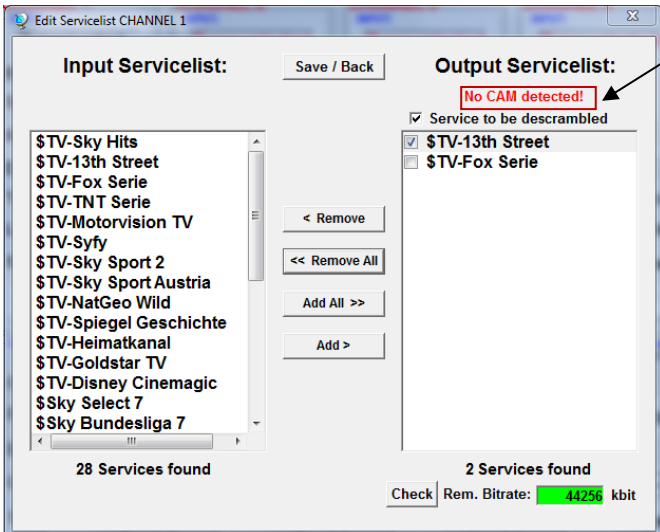 Edit Servicelist CHANNEL 1
Input Servicelist:
Save / Back
Output Servicelist:
No CAM detected!
Service to be descrambled
$TV-Sky Hits
$TV-13th Street
$TV-Fox Serie
$TV-TNT Serie
$TV-Motorvision TV
$TV-Syfy
$TV-Sky Sport 2
$TV-Sky Sport Austria
$TV-NatGeo Wild
$TV-Spiegel Geschichte
$TV-Heimatkanal
$TV-Goldstar TV
$TV-Disney Cinemagic
$Sky Select 7
$Sky Bundesliga 7
< Remove
<< Remove All
Add All >>
Add >
$TV-13th Street
$TV-Fox Serie
28 Services found
2 Services found
Check Rem. Bitrate: 44256 kbit